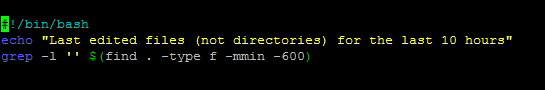 #!/bin/bash
echo "Last edited files (not directories) for the last 10 hours"
grep -l '' $(find . -type f -mmin -600)